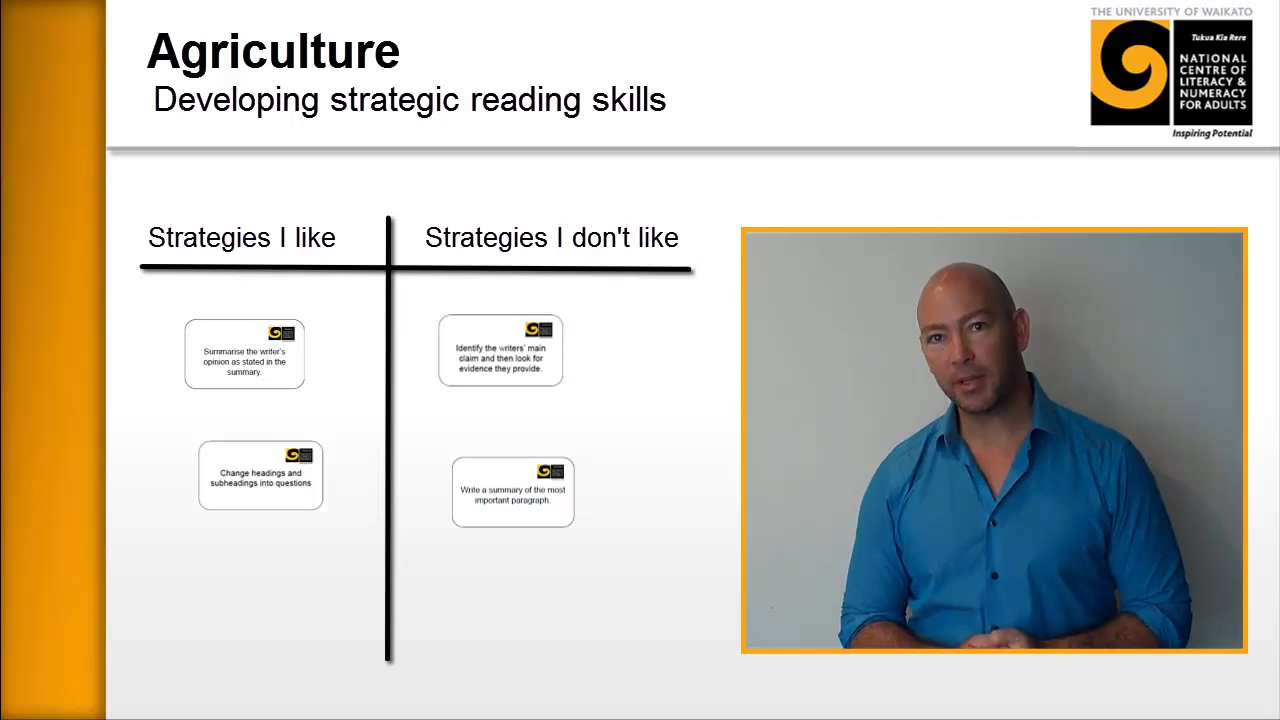 Agriculture
Developing strategic reading skills
THE UNIVERSITY OF WAIKATO
Tukua Kia Rere
NATIONAL
CENTRE OF
LITERACY &
NUMERACY
FOR ADULTS
Inspiring Potential
Strategies I like
Strategies I don't like
Summarise the writer's
opinion as stated in the
summary.
Identify the writers' main
claim and then look for
evidence they provide.
Change headings and
subheadings into questions
Write a summary of the most
important paragraph.